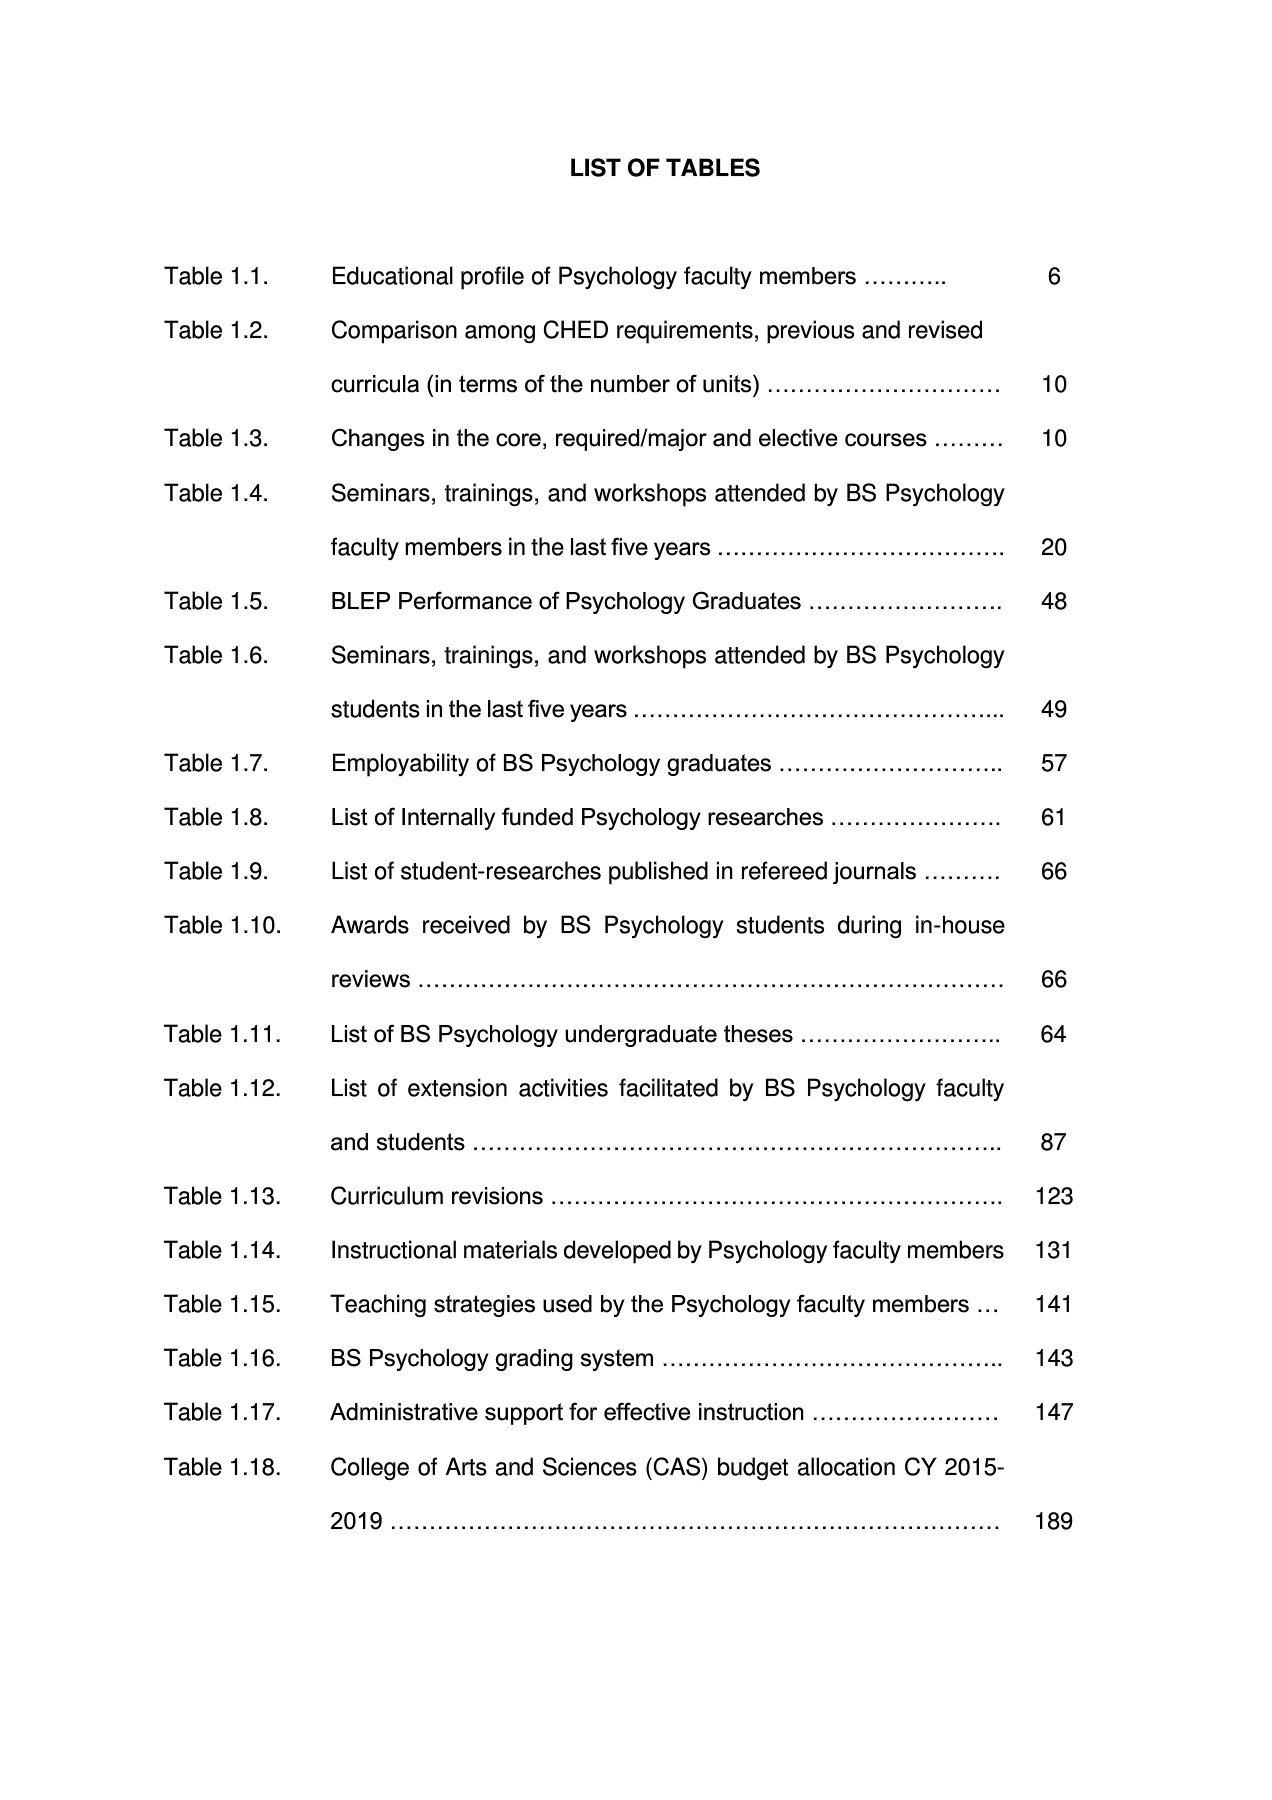 LIST OF TABLES
Table 1.1. Educational profile of Psychology faculty members ……….. 6
Table 1.2. Comparison among CHED requirements, previous and revised
curricula (in terms of the number of units) ………………………… 10
Table 1.3. Changes in the core, required/major and elective courses ……… 10
Table 1.4. Seminars, trainings, and workshops attended by BS Psychology
faculty members in the last five years ………………………………. 20
Table 1.5. BLEP Performance of Psychology Graduates ……………………. 48
Table 1.6. Seminars, trainings, and workshops attended by BS Psychology
students in the last five years ………………………………………... 49
Table 1.7. Employability of BS Psychology graduates ……………………….. 57
Table 1.8. List of Internally funded Psychology researches …………………. 61
Table 1.9. List of student-researches published in refereed journals ………. 66
Table 1.10. Awards received by BS Psychology students during in-house
reviews ………………………………………………………………… 66
Table 1.11. List of BS Psychology undergraduate theses …………………….. 64
Table 1.12. List of extension activities facilitated by BS Psychology faculty
and students ………………………………………………………….. 87
Table 1.13. Curriculum revisions …………………………………………………. 123
Table 1.14. Instructional materials developed by Psychology faculty members 131
Table 1.15. Teaching strategies used by the Psychology faculty members … 141
Table 1.16. BS Psychology grading system …………………………………….. 143
Table 1.17. Administrative support for effective instruction …………………… 147
Table 1.18. College of Arts and Sciences (CAS) budget allocation CY 2015-
2019 …………………………………………………………………… 189